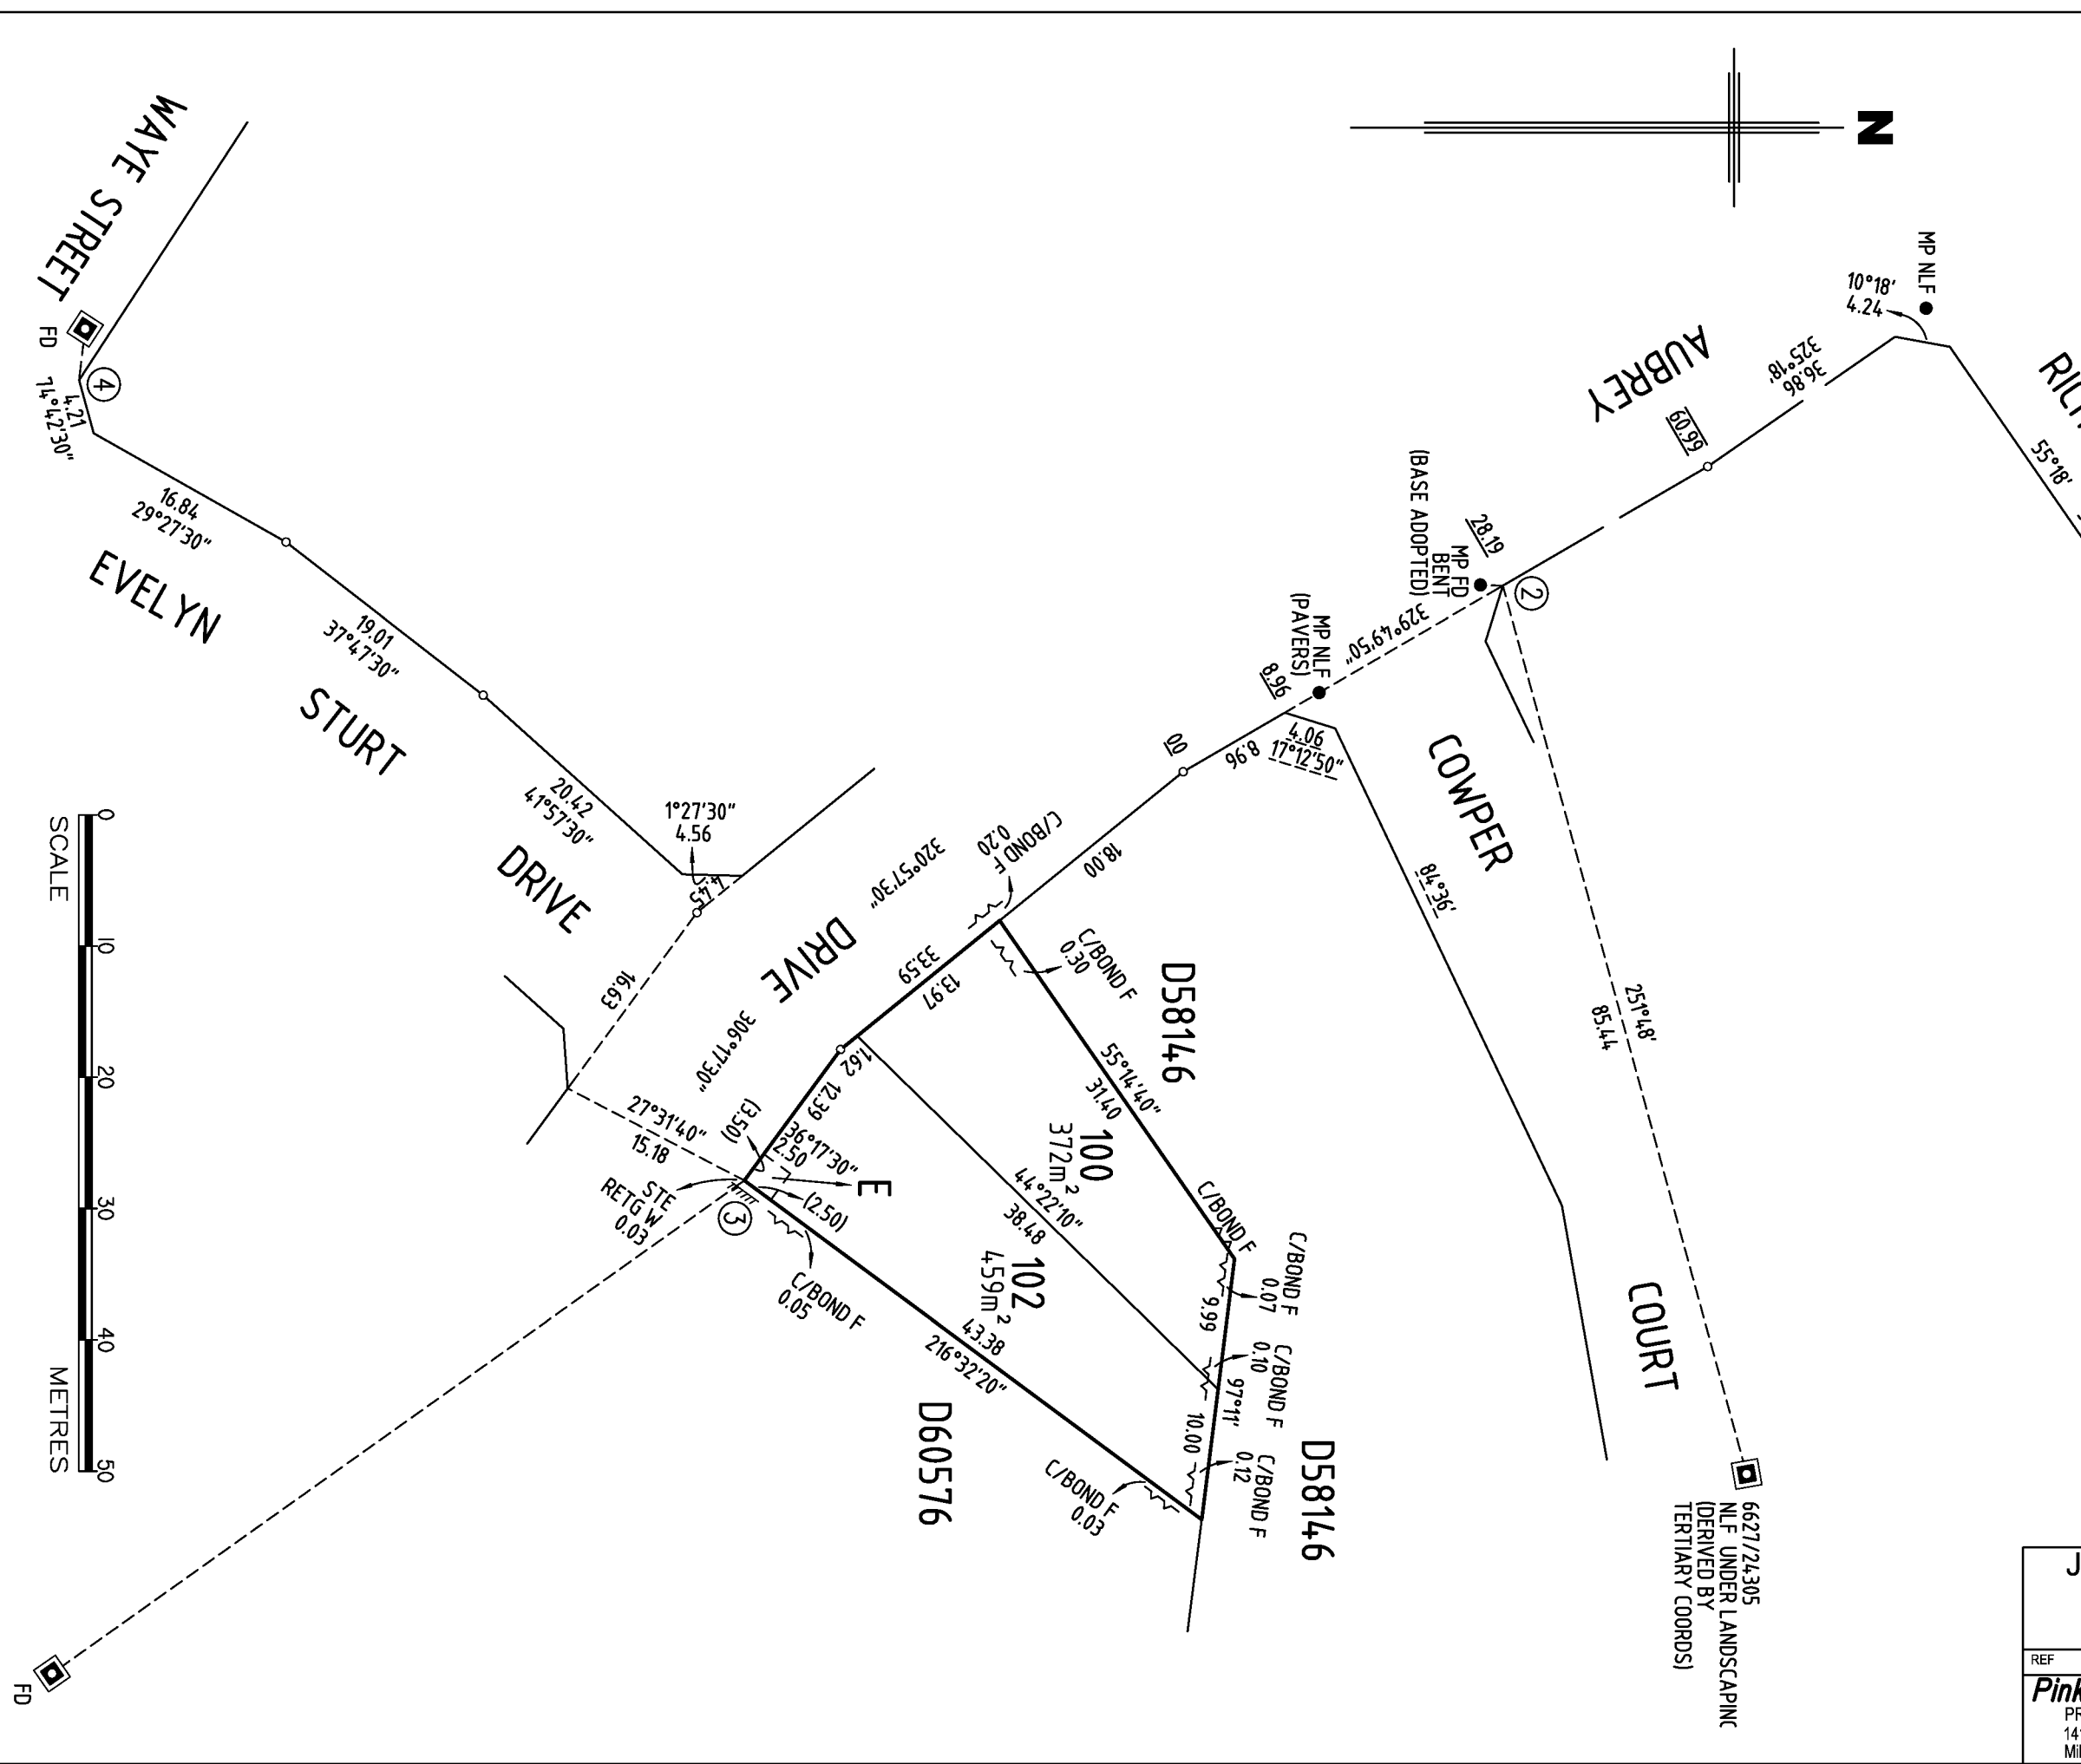 N
MP NLF
10°18'
4.24
AUBREY
325°18'
36.86
60.99
55°18'
WAYE STREET
FD
4
4.21
74°42'30"
16.84
29°27'30"
EVELYN
STURT
DRIVE
19.01
37°47'30"
20.42
41°57'30"
1°27'30"
4.56
4.45
16.63
28.19
MP FD
BENT
(BASE ADOPTED)
2
329°49'50"
MP NLF
(PAVERS)
8.96
4.06
17°12'50"
8.96
00
COWPER
COURT
84°36'
251°48'
85.44
18.00
C/BOND F
0.20
320°57'30"
DRIVE
33.59
13.97
C/BOND F
0.30
D58146
55°14'40"
31.40
306°17'30"
1.62
12.39
(3.50)
36°17'30"
2.50
E
(2.50)
27°31'40"
15.18
STE
RETG W
0.03
3
100
372m²
44°22'10"
38.48
102
459m²
43.38
216°32'20"
C/BOND F
0.05
C/BOND F
C/BOND F
0.07
9.99
C/BOND F
0.10
97°11'
10.00
C/BOND F
0.12
C/BOND F
0.03
D60576
D58146
6627/24305
NLF UNDER LANDSCAPING
(DERIVED BY
TERTIARY COORDS)
0 10 20 30 40 50
SCALE METRES
FD
J
REF